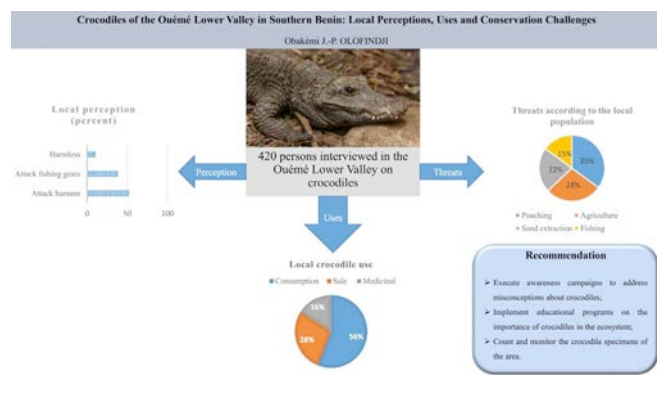 Crocodiles of the Ouémé Lower Valley in Southern Benin: Local Perceptions, Uses and Conservation Challenges
Obakèmi J.-P. OLOFINDJI
Local perception
(percent)
Harmless
Attack fishing gears
Attack humans
0 50 100
Perception
420 persons interviewed in the
Ouémé Lower Valley on
crocodiles
Threats
Uses
Threats according to the local
population
15%
35%
22%
28%
Poaching Agriculture
Sand extraction Fishing
Local crocodile use
Consumption Sale Medicinal
16%
28%
56%
Recommendation
➢ Execute awareness campaigns to address
misconceptions about crocodiles;
➢ Implement educational programs on the
importance of crocodiles in the ecosystem;
➢ Count and monitor the crocodile specimens of
the area.